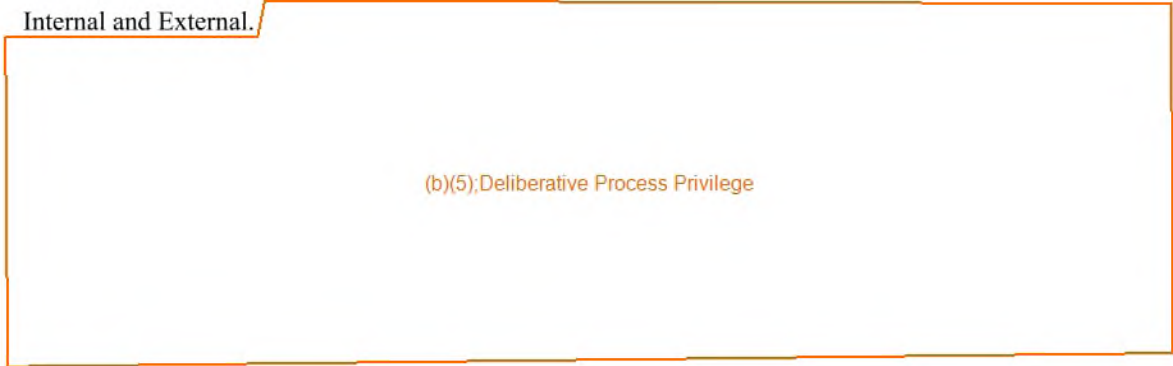 Internal and External.
(b)(5);Deliberative Process Privilege